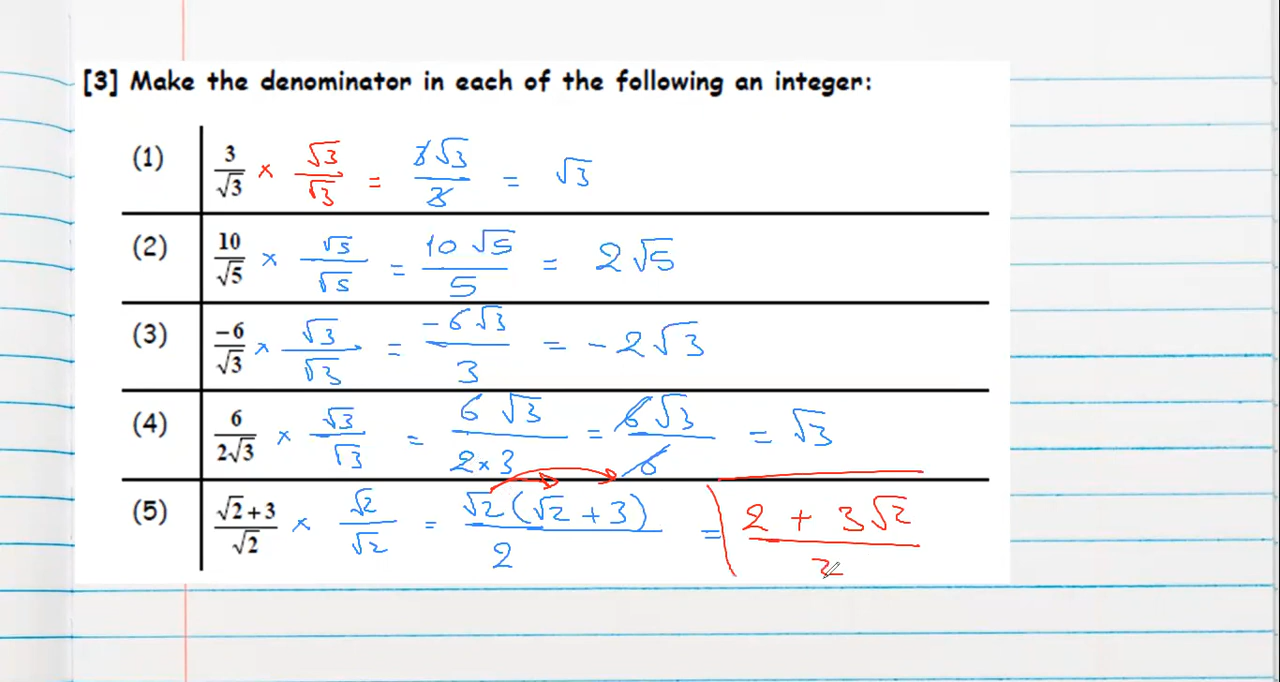 [3] Make the denominator in each of the following an integer:
(1) 3/√3 × √3/√3 = 3√3/3 = √3
(2) 10/√5 × √5/√5 = 10√5/5 = 2√5
(3) -6/√3 × √3/√3 = -6√3/3 = -2√3
(4) 6/2√3 × √3/√3 = 6√3/2×3 = 6√3/6 = √3
(5) √2+3/√2 × √2/√2 = √2(√2+3)/2 = 2+3√2/2